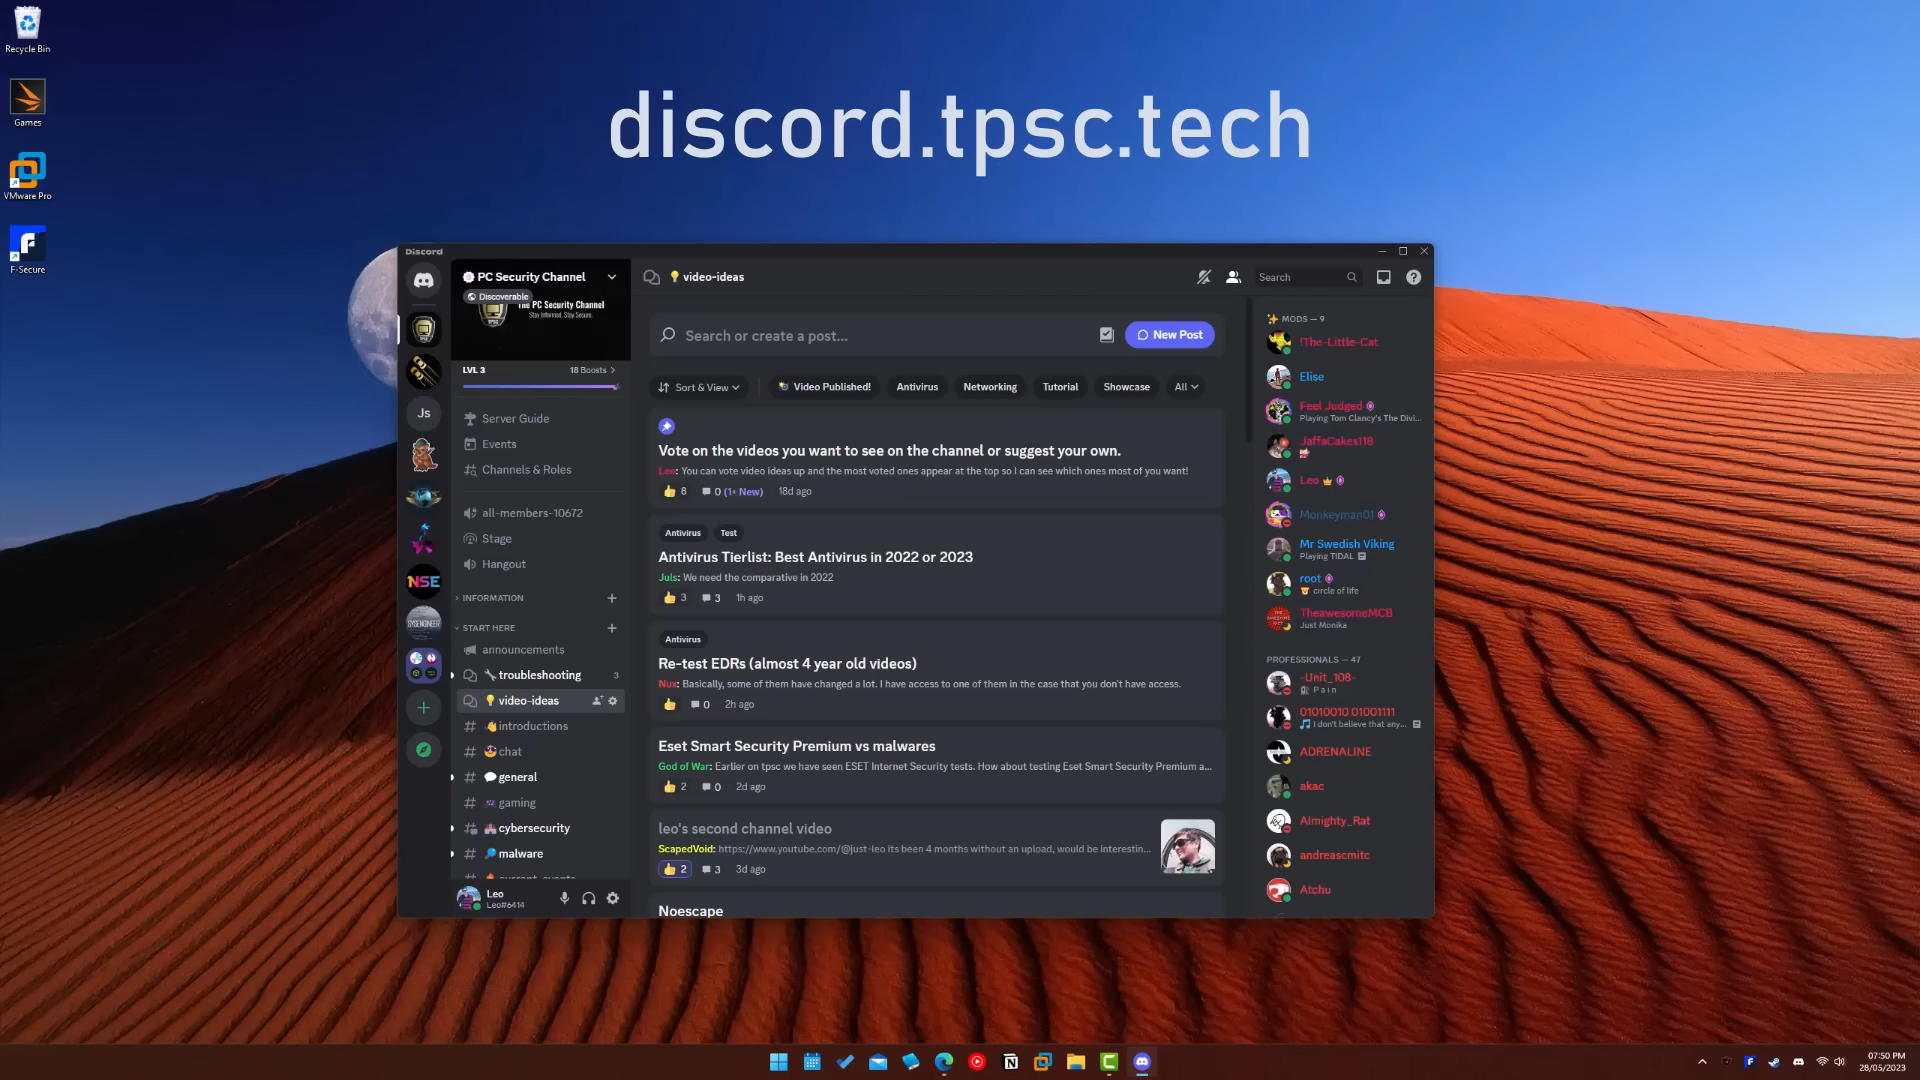 Recycle Bin
Games
VMware Pro
F-Secure
discord.tpsc.tech
Discord
PC Security Channel
Discoverable
The PC Security Channel
Stay Informed. Stay Secure.
LVL 3
18 Boosts
Server Guide
Events
Channels & Roles
all-members-10672
Stage
Hangout
INFORMATION
START HERE
announcements
troubleshooting
3
video-ideas
introductions
chat
general
gaming
cybersecurity
malware
current_events
Leo
Leo#6414
Js
NSE
SYSENGINEER
video-ideas
Search
Search or create a post...
New Post
Sort & View
Video Published!
Antivirus
Networking
Tutorial
Showcase
All
Vote on the videos you want to see on the channel or suggest your own.
Leo: You can vote video ideas up and the most voted ones appear at the top so I can see which ones most of you want!
8
0 (1+ New)
18d ago
Antivirus
Test
Antivirus Tierlist: Best Antivirus in 2022 or 2023
Juls: We need the comparative in 2022
3
3
1h ago
Antivirus
Re-test EDRs (almost 4 year old videos)
Nux: Basically, some of them have changed a lot. I have access to one of them in the case that you don't have access.
0
2h ago
Eset Smart Security Premium vs malwares
God of War: Earlier on tpsc we have seen ESET Internet Security tests. How about testing Eset Smart Security Premium a...
2
0
2d ago
leo's second channel video
ScapedVoid: https://www.youtube.com/@just-leo its been 4 months without an upload, would be interestin...
2
3
3d ago
Noescape
MODS — 9
!The-Little-Cat
Elise
Feel Judged
Playing Tom Clancy's The Divi...
JaffaCakes118
Leo
Monkeyman01
Mr Swedish Viking
Playing TIDAL
root
circle of life
TheawesomeMCB
Just Monika
PROFESSIONALS — 47
-Unit_108-
P a i n
01010010 01001111
I don't believe that any...
ADRENALINE
akac
Almighty_Rat
andreascmitc
Atchu
07:50 PM
28/05/2023